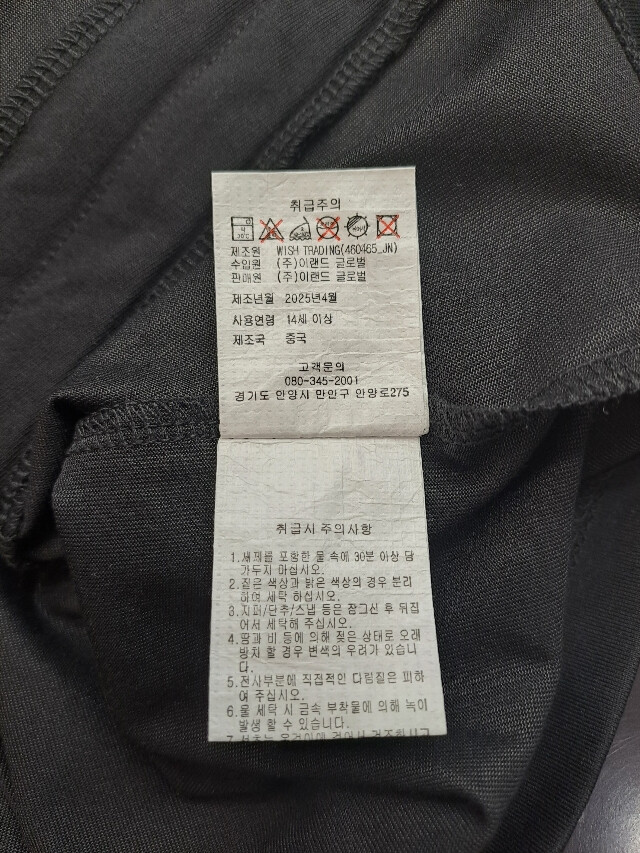 취급주의
제조원 WISH TRADING(460465_JN)
수입원 (주)이랜드 글로벌
판매원 (주)이랜드 글로벌
제조년월 2025년4월
사용연령 14세 이상
제조국 중국
고객문의
080-345-2001
경기도 안양시 만안구 안양로275
취급시 주의사항
1.세제를 포함한 물 속에 30분 이상 담
가두지 마십시오.
2.짙은 색상과 밝은 색상의 경우 분리
하여 세탁 하십시오.
3.지퍼/단추/스냅 등은 잠그신 후 뒤집
어서 세탁해 주십시오.
4.땀과 비 등에 의해 젖은 상태로 오래
방치 할 경우 변색의 우려가 있습니
다.
5.전사부분에 직접적인 다림질은 피하
여 주십시오.
6.물 세탁 시 금속 부착물에 의해 녹이
발생 할 수 있습니다.